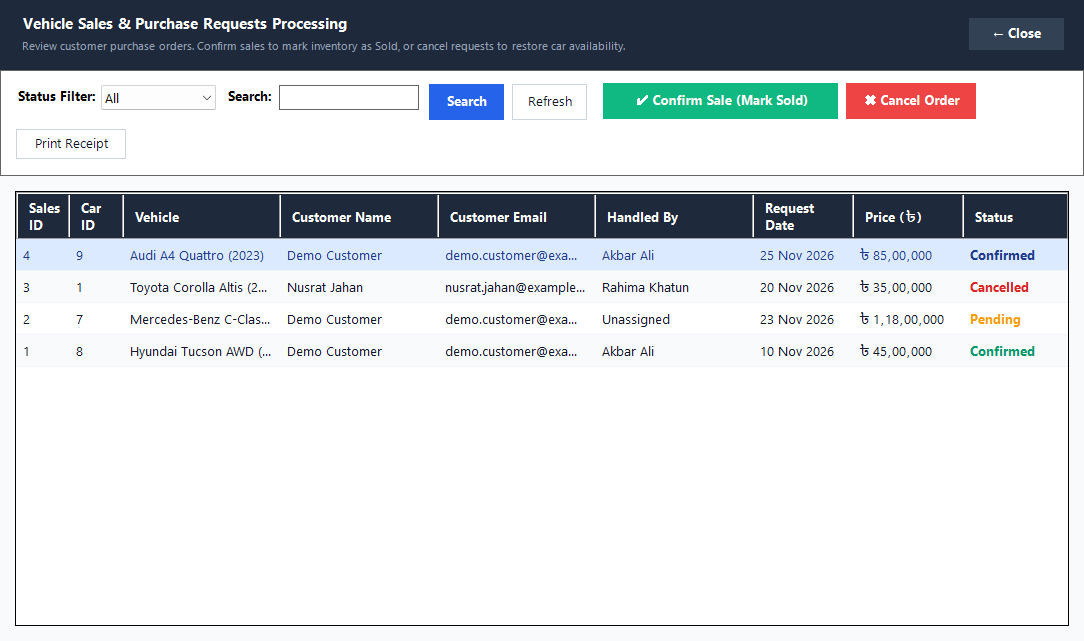 Vehicle Sales & Purchase Requests Processing
Review customer purchase orders. Confirm sales to mark inventory as Sold, or cancel requests to restore car availability.
← Close
Status Filter: All Search: Search Refresh ✔ Confirm Sale (Mark Sold) ✖ Cancel Order
Print Receipt
Sales ID Car ID Vehicle Customer Name Customer Email Handled By Request Date Price (৳) Status
4 9 Audi A4 Quattro (2023) Demo Customer demo.customer@exa... Akbar Ali 25 Nov 2026 ৳ 85,00,000 Confirmed
3 1 Toyota Corolla Altis (2... Nusrat Jahan nusrat.jahan@example... Rahima Khatun 20 Nov 2026 ৳ 35,00,000 Cancelled
2 7 Mercedes-Benz C-Clas... Demo Customer demo.customer@exa... Unassigned 23 Nov 2026 ৳ 1,18,00,000 Pending
1 8 Hyundai Tucson AWD (... Demo Customer demo.customer@exa... Akbar Ali 10 Nov 2026 ৳ 45,00,000 Confirmed